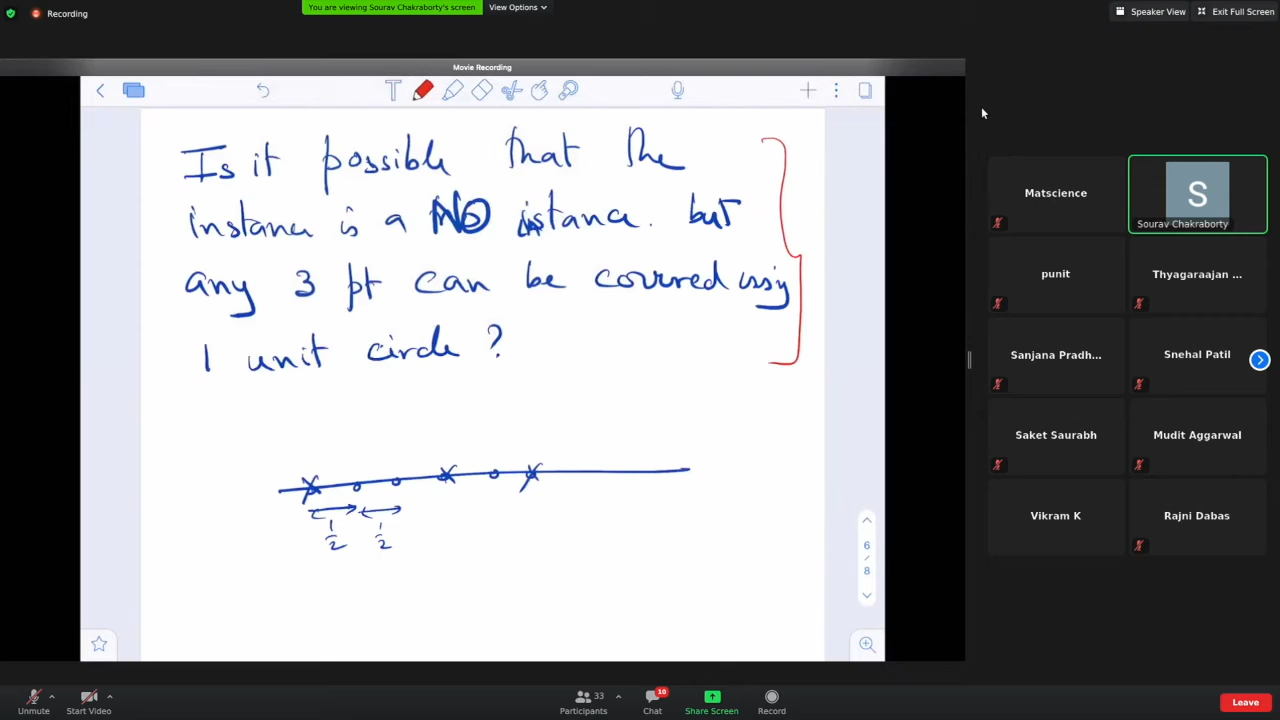 Recording
You are viewing Sourav Chakraborty's screen
View Options
Speaker View
Exit Full Screen
Movie Recording
T
Is it possible that the
instance is a NO istance. but
any 3 pt can be covered using
1 unit circle ?
1/2 1/2
6
/
8
Matscience
S
Sourav Chakraborty
punit
Thyagaraajan ...
Sanjana Pradh...
Snehal Patil
Saket Saurabh
Mudit Aggarwal
Vikram K
Rajni Dabas
Unmute
Start Video
33
Participants
10
Chat
Share Screen
Record
Leave